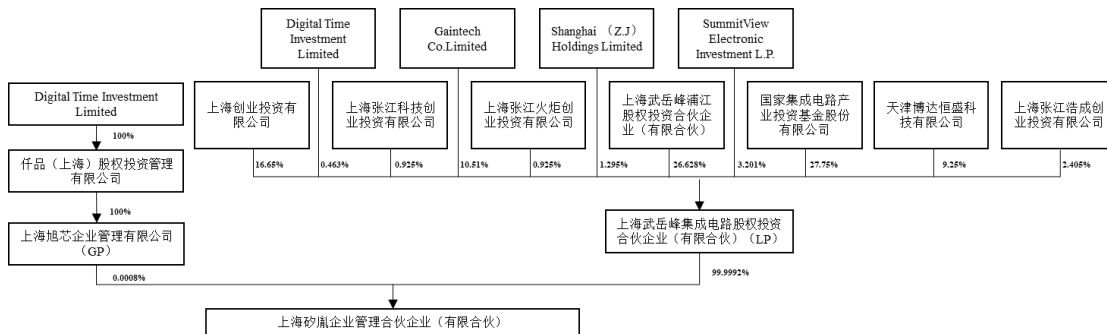 Digital Time
Investment
Limited
Gaintech
Co.Limited
Shanghai （Z.J）
Holdings Limited
SummitView
Electronic
Investment L.P.
Digital Time Investment
Limited
上海创业投资有
限公司
上海张江科技创
业投资有限公司
上海张江火炬创
业投资有限公司
上海武岳峰浦江
股权投资合伙企
业（有限合伙）
国家集成电路产
业投资基金股份
有限公司
天津博达恒盛科
技有限公司
上海张江浩成创
业投资有限公司
100%
16.65%
0.463%
0.925%
10.51%
0.925%
1.295%
26.628%
3.201%
27.75%
9.25%
2.405%
仟品（上海）股权投资管理
有限公司
100%
上海旭芯企业管理有限公司
（GP）
上海武岳峰集成电路股权投资
合伙企业（有限合伙）（LP）
0.0008%
99.9992%
上海矽胤企业管理合伙企业（有限合伙）